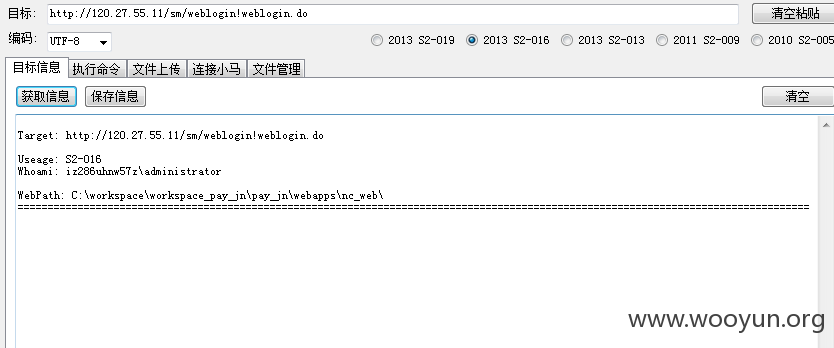 目标: http://120.27.55.11/sm/weblogin!weblogin.do 清空粘贴
编码: UTF-8 2013 S2-019 2013 S2-016 2013 S2-013 2011 S2-009 2010 S2-005
目标信息 执行命令 文件上传 连接小马 文件管理
获取信息 保存信息 清空
Target: http://120.27.55.11/sm/weblogin!weblogin.do
Useage: S2-016
Whoami: iz286uhnw57z\administrator
WebPath: C:\workspace\workspace_pay_jn\pay_jn\webapps\nc_web\
www.wooyun.org